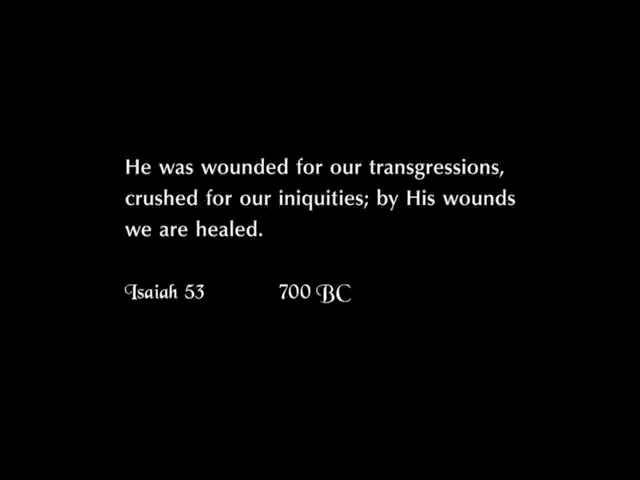 He was wounded for our transgressions,
crushed for our iniquities; by His wounds
we are healed.
Isaiah 53 700 BC